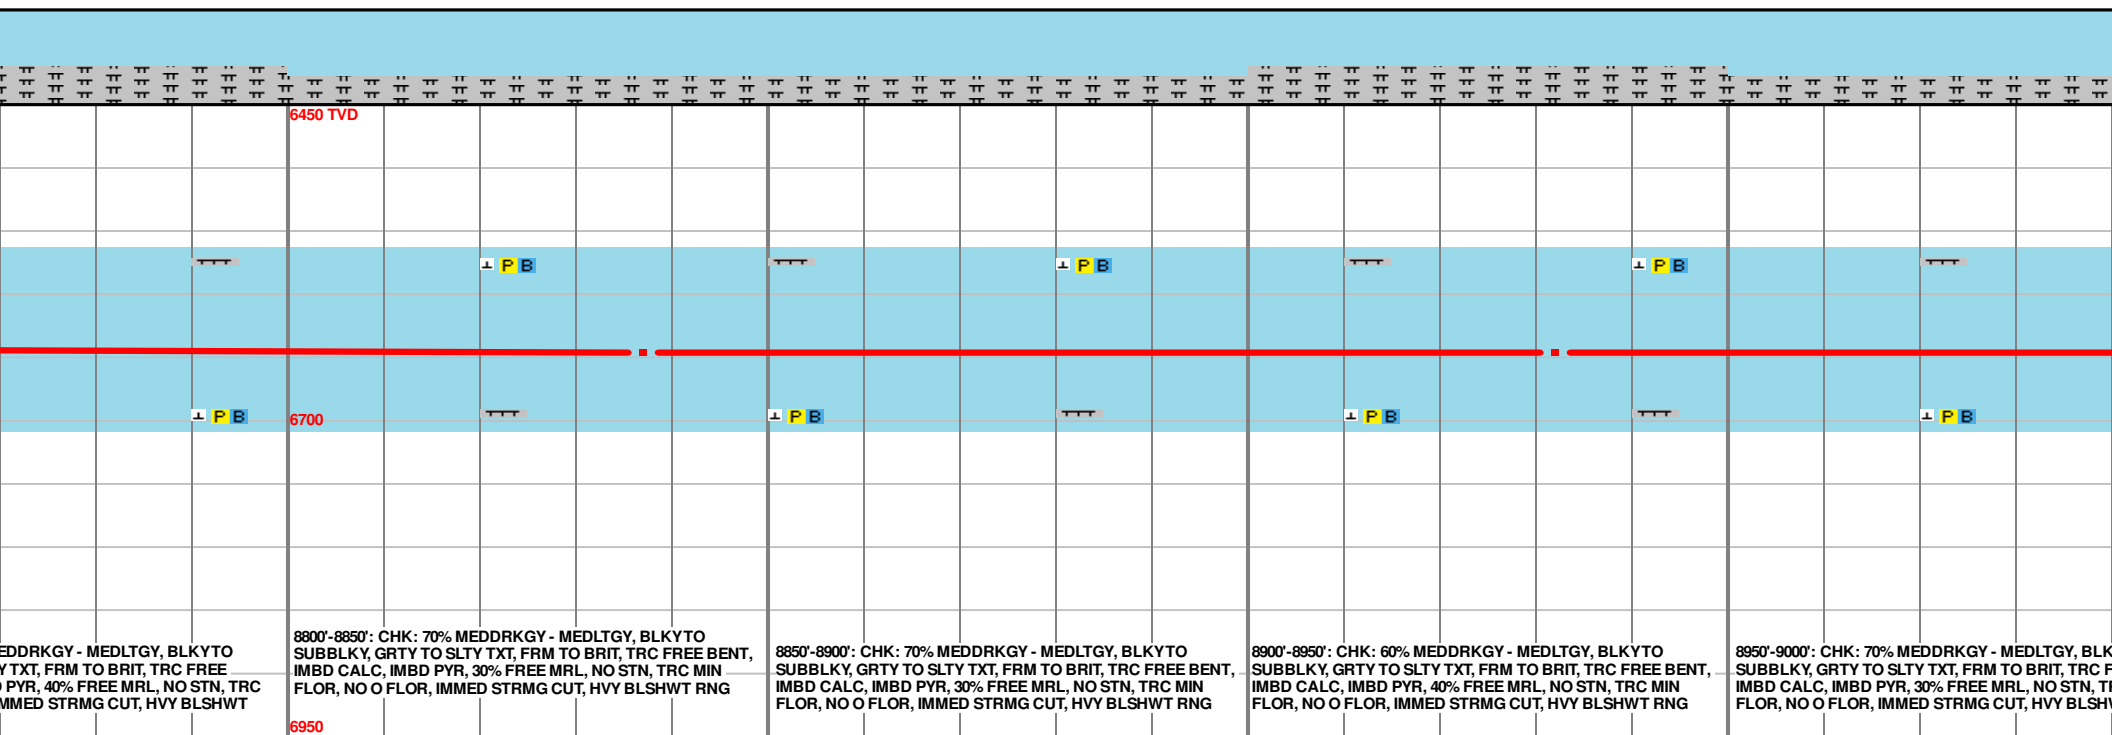 6450 TVD
P B
P B
P B
P B
6700
P B
P B
P B
6950
EDDRKGY - MEDLTGY, BLKY TO
Y TXT, FRM TO BRIT, TRC FREE
PYR, 40% FREE MRL, NO STN, TRC
MMED STRMG CUT, HVY BLSHWT
8800'-8850': CHK: 70% MEDDRKGY - MEDLTGY, BLKY TO
SUBBLKY, GRTY TO SLTY TXT, FRM TO BRIT, TRC FREE BENT,
IMBD CALC, IMBD PYR, 30% FREE MRL, NO STN, TRC MIN
FLOR, NO O FLOR, IMMED STRMG CUT, HVY BLSHWT RNG
8850'-8900': CHK: 70% MEDDRKGY - MEDLTGY, BLKY TO
SUBBLKY, GRTY TO SLTY TXT, FRM TO BRIT, TRC FREE BENT,
IMBD CALC, IMBD PYR, 30% FREE MRL, NO STN, TRC MIN
FLOR, NO O FLOR, IMMED STRMG CUT, HVY BLSHWT RNG
8900'-8950': CHK: 60% MEDDRKGY - MEDLTGY, BLKY TO
SUBBLKY, GRTY TO SLTY TXT, FRM TO BRIT, TRC FREE BENT,
IMBD CALC, IMBD PYR, 40% FREE MRL, NO STN, TRC MIN
FLOR, NO O FLOR, IMMED STRMG CUT, HVY BLSHWT RNG
8950'-9000': CHK: 70% MEDDRKGY - MEDLTGY, BLK
SUBBLKY, GRTY TO SLTY TXT, FRM TO BRIT, TRC F
IMBD CALC, IMBD PYR, 30% FREE MRL, NO STN, T
FLOR, NO O FLOR, IMMED STRMG CUT, HVY BLSH